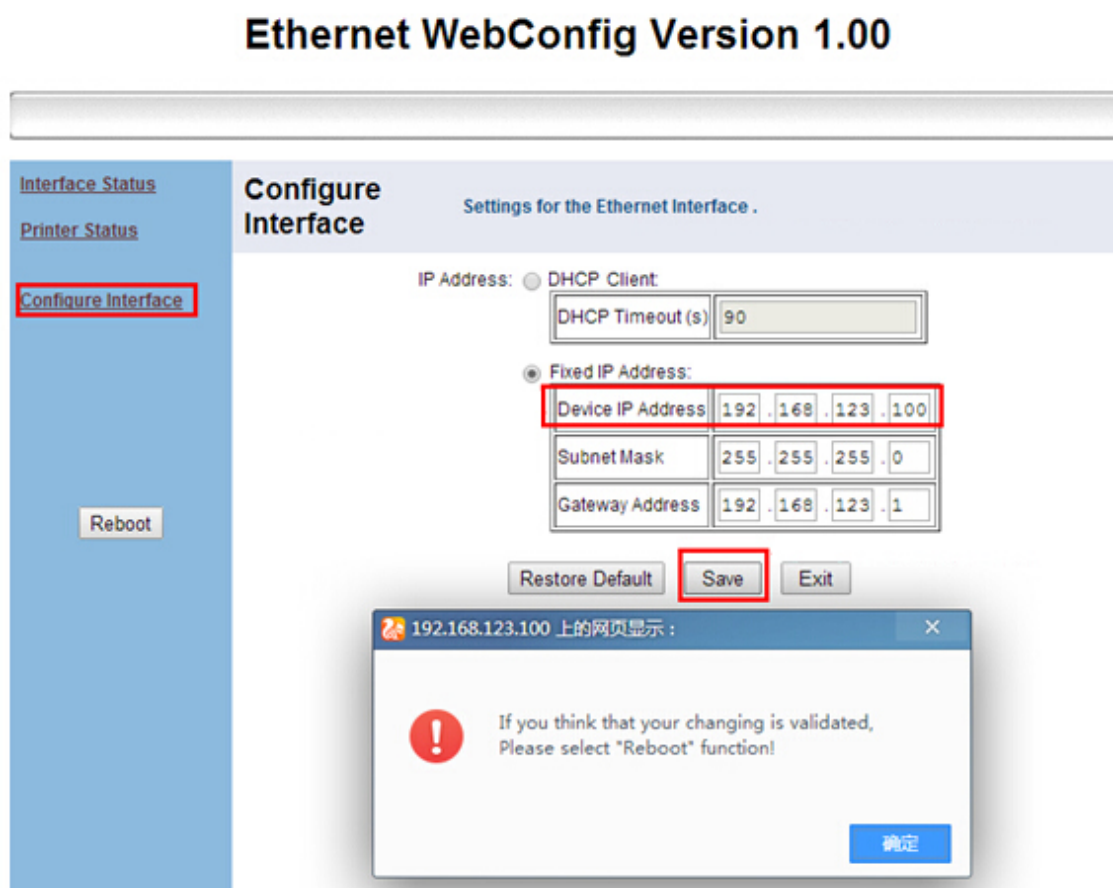 Ethernet WebConfig Version 1.00
Interface Status
Printer Status
Configure Interface
Reboot
Configure
Interface
Settings for the Ethernet Interface .
IP Address: DHCP Client:
DHCP Timeout (s) 90
Fixed IP Address:
Device IP Address 192 . 168 . 123 . 100
Subnet Mask 255 . 255 . 255 . 0
Gateway Address 192 . 168 . 123 . 1
Restore Default Save Exit
192.168.123.100 上的网页显示：
If you think that your changing is validated,
Please select "Reboot" function!
确定